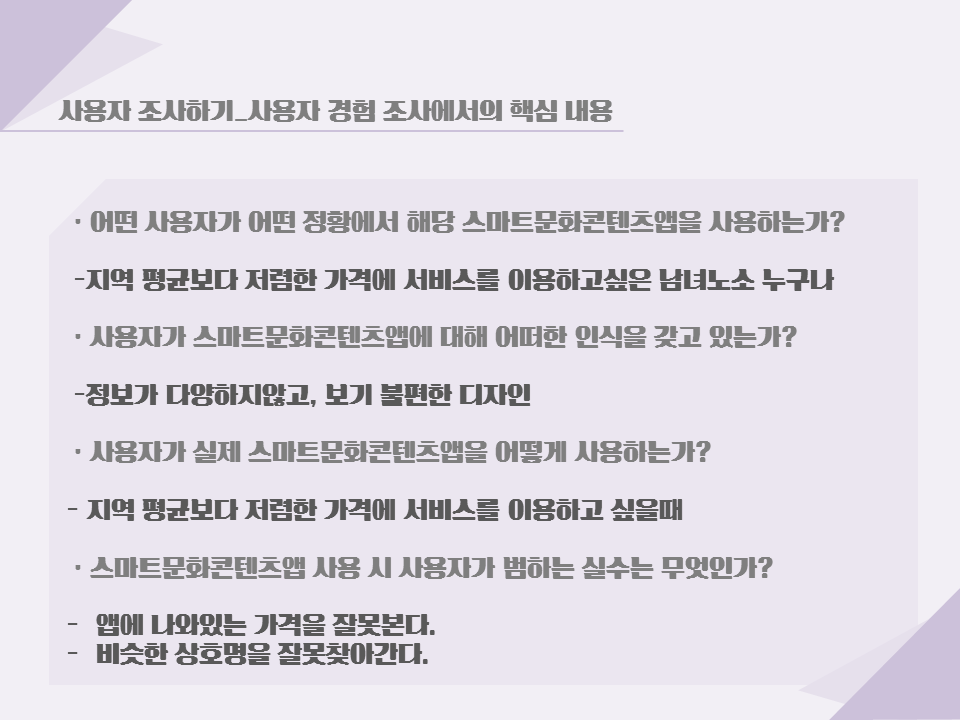 사용자 조사하기_사용자 경험 조사에서의 핵심 내용
· 어떤 사용자가 어떤 정황에서 해당 스마트문화콘텐츠앱을 사용하는가?
-지역 평균보다 저렴한 가격에 서비스를 이용하고싶은 남녀노소 누구나
· 사용자가 스마트문화콘텐츠앱에 대해 어떠한 인식을 갖고 있는가?
-정보가 다양하지않고, 보기 불편한 디자인
· 사용자가 실제 스마트문화콘텐츠앱을 어떻게 사용하는가?
- 지역 평균보다 저렴한 가격에 서비스를 이용하고 싶을때
· 스마트문화콘텐츠앱 사용 시 사용자가 범하는 실수는 무엇인가?
- 앱에 나와있는 가격을 잘못본다.
- 비슷한 상호명을 잘못찾아간다.